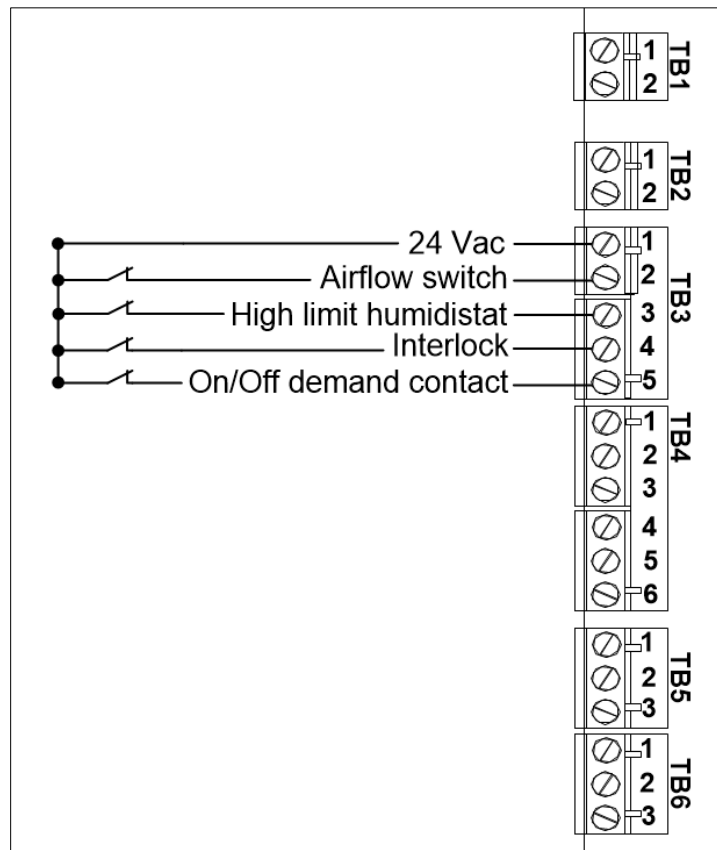 1
2
TB1
1
2
TB2
24 Vac
1
Airflow switch
2
High limit humidistat
3
TB3
Interlock
4
On/Off demand contact
5
1
2
3
TB4
4
5
6
1
2
3
TB5
1
2
3
TB6